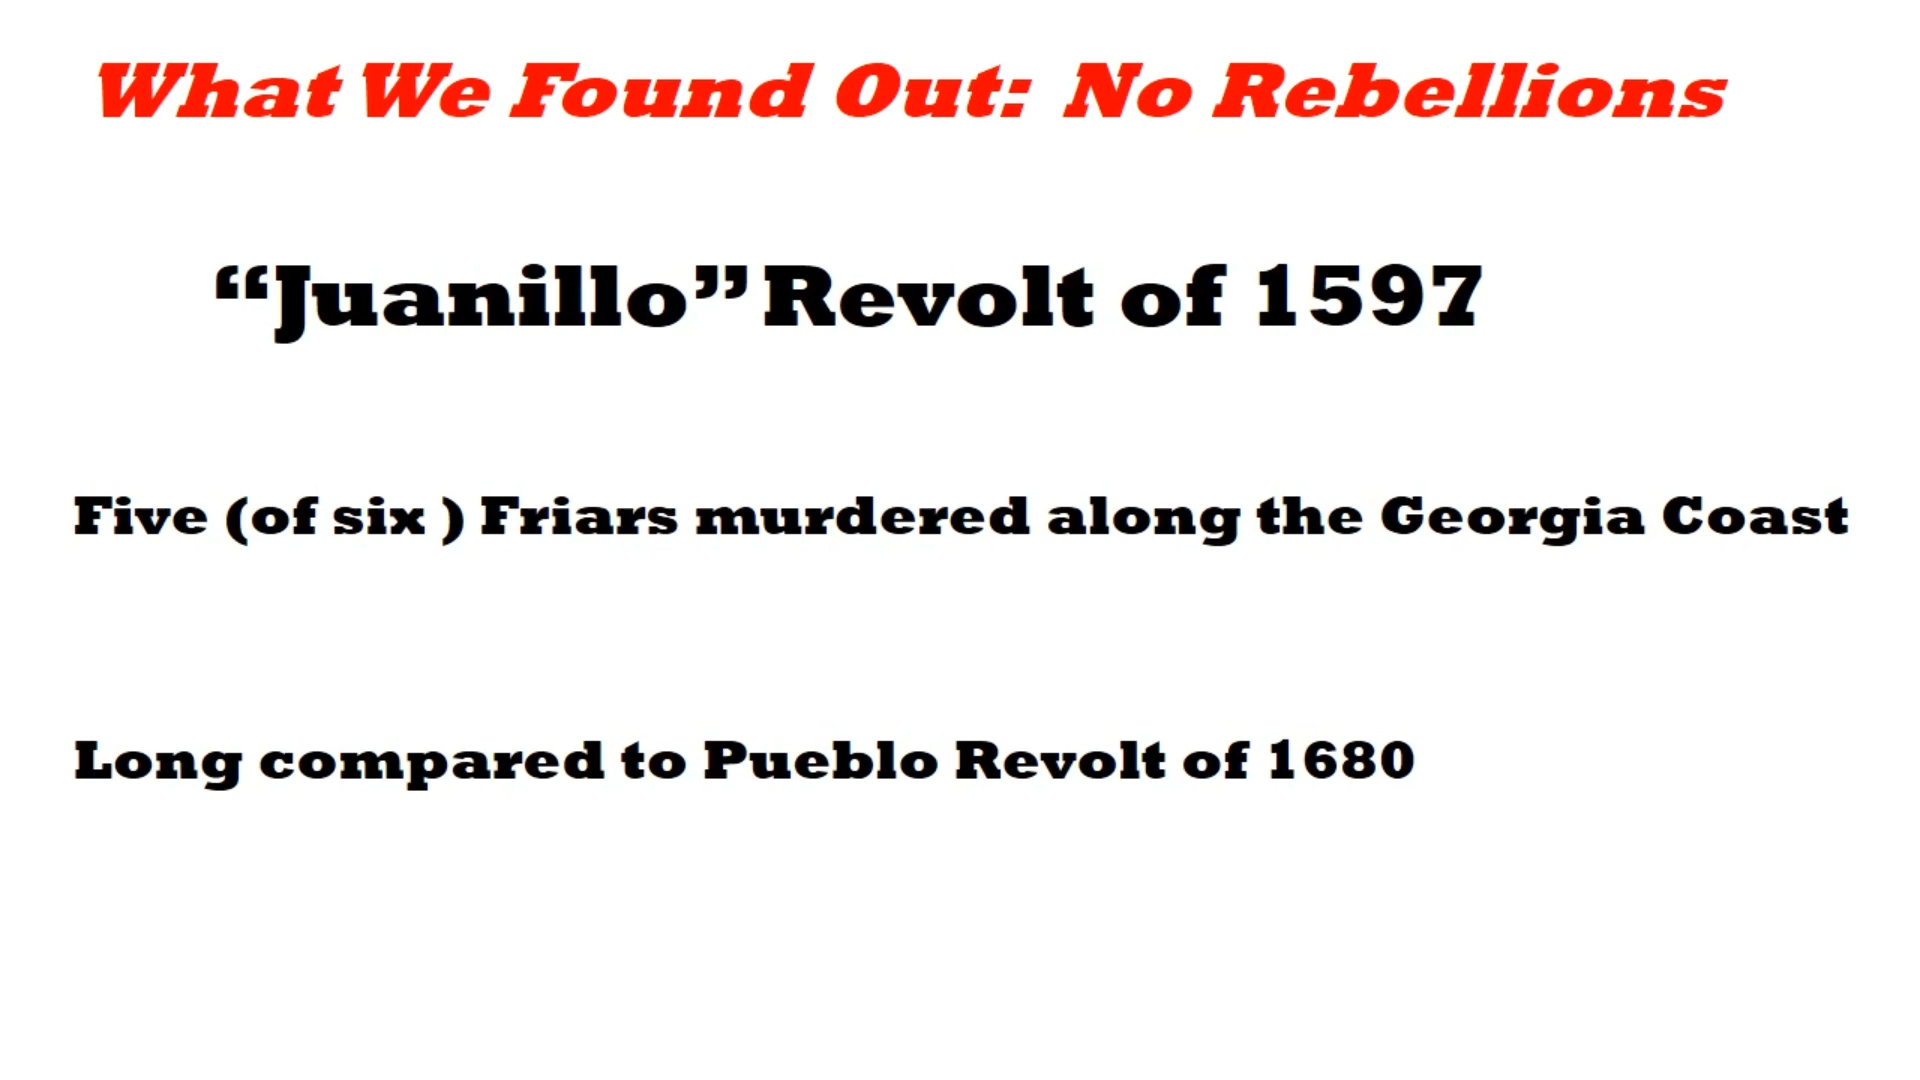 What We Found Out: No Rebellions
“Juanillo” Revolt of 1597
Five (of six ) Friars murdered along the Georgia Coast
Long compared to Pueblo Revolt of 1680